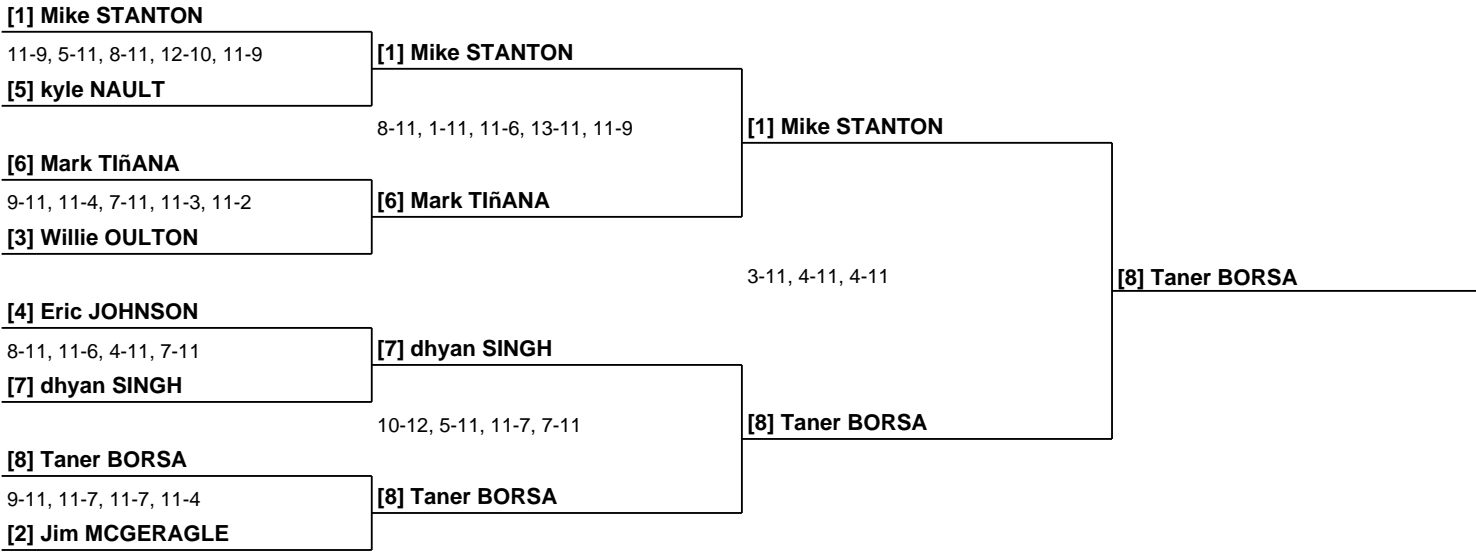 [1] Mike STANTON
11-9, 5-11, 8-11, 12-10, 11-9
[5] kyle NAULT
[6] Mark TIñANA
9-11, 11-4, 7-11, 11-3, 11-2
[3] Willie OULTON
[4] Eric JOHNSON
8-11, 11-6, 4-11, 7-11
[7] dhyan SINGH
[8] Taner BORSA
9-11, 11-7, 11-7, 11-4
[2] Jim MCGERAGLE
[1] Mike STANTON
8-11, 1-11, 11-6, 13-11, 11-9
[6] Mark TIñANA
[7] dhyan SINGH
10-12, 5-11, 11-7, 7-11
[8] Taner BORSA
[1] Mike STANTON
3-11, 4-11, 4-11
[8] Taner BORSA
[8] Taner BORSA